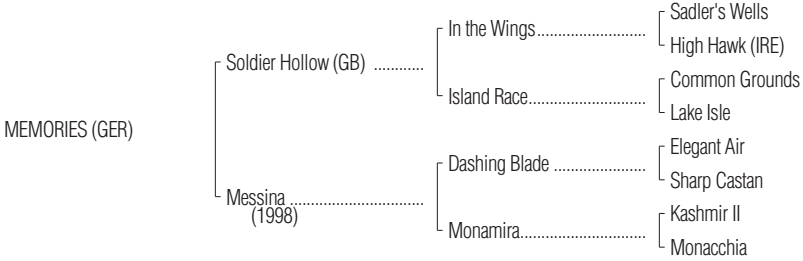 Sadler's Wells
In the Wings..........................
High Hawk (IRE)
Soldier Hollow (GB) ............
Common Grounds
Island Race............................
Lake Isle
MEMORIES (GER)
Elegant Air
Dashing Blade ......................
Sharp Castan
Messina ................................
(1998)
Kashmir II
Monamira..............................
Monacchia